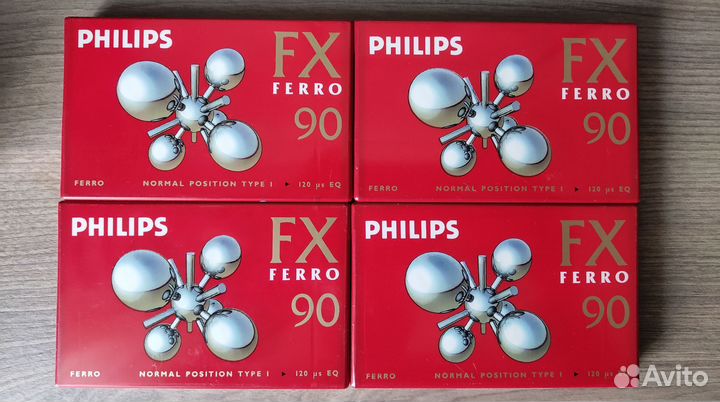 PHILIPS FX
FERRO
90
FERRO NORMAL POSITION TYPE I ▶ 120 µs EQ
PHILIPS FX
FERRO
90
FERRO NORMAL POSITION TYPE I ▶ 120 µs EQ
PHILIPS FX
FERRO
90
FERRO NORMAL POSITION TYPE I ▶ 120 µs EQ
PHILIPS FX
FERRO
90
FERRO NORMAL POSITION TYPE I ▶ 120 µs
Avito